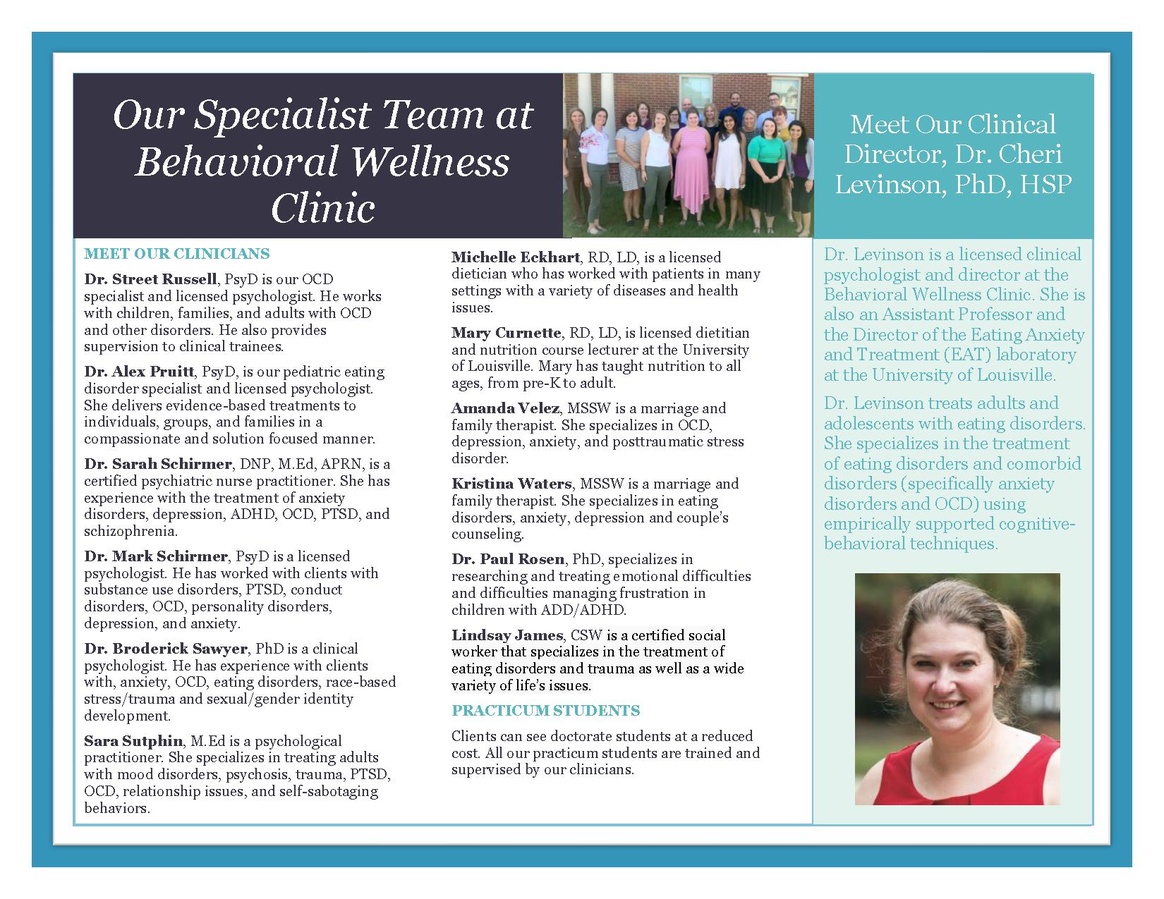 Our Specialist Team at
Behavioral Wellness
Clinic
Meet Our Clinical
Director, Dr. Cheri
Levinson, PhD, HSP
MEET OUR CLINICIANS
Dr. Street Russell, PsyD is our OCD
specialist and licensed psychologist. He works
with children, families, and adults with OCD
and other disorders. He also provides
supervision to clinical trainees.
Dr. Alex Pruitt, PsyD, is our pediatric eating
disorder specialist and licensed psychologist.
She delivers evidence-based treatments to
individuals, groups, and families in a
compassionate and solution focused manner.
Dr. Sarah Schirmer, DNP, M.Ed, APRN, is a
certified psychiatric nurse practitioner. She has
experience with the treatment of anxiety
disorders, depression, ADHD, OCD, PTSD, and
schizophrenia.
Dr. Mark Schirmer, PsyD is a licensed
psychologist. He has worked with clients with
substance use disorders, PTSD, conduct
disorders, OCD, personality disorders,
depression, and anxiety.
Dr. Broderick Sawyer, PhD is a clinical
psychologist. He has experience with clients
with, anxiety, OCD, eating disorders, race-based
stress/trauma and sexual/gender identity
development.
Sara Sutphin, M.Ed is a psychological
practitioner. She specializes in treating adults
with mood disorders, psychosis, trauma, PTSD,
OCD, relationship issues, and self-sabotaging
behaviors.
Michelle Eckhart, RD, LD, is a licensed
dietician who has worked with patients in many
settings with a variety of diseases and health
issues.
Mary Curnette, RD, LD, is licensed dietitian
and nutrition course lecturer at the University
of Louisville. Mary has taught nutrition to all
ages, from pre-K to adult.
Amanda Velez, MSSW is a marriage and
family therapist. She specializes in OCD,
depression, anxiety, and posttraumatic stress
disorder.
Kristina Waters, MSSW is a marriage and
family therapist. She specializes in eating
disorders, anxiety, depression and couple's
counseling.
Dr. Paul Rosen, PhD, specializes in
researching and treating emotional difficulties
and difficulties managing frustration in
children with ADD/ADHD.
Lindsay James, CSW is a certified social
worker that specializes in the treatment of
eating disorders and trauma as well as a wide
variety of life's issues.
PRACTICUM STUDENTS
Clients can see doctorate students at a reduced
cost. All our practicum students are trained and
supervised by our clinicians.
Dr. Levinson is a licensed clinical
psychologist and director at the
Behavioral Wellness Clinic. She is
also an Assistant Professor and
the Director of the Eating Anxiety
and Treatment (EAT) laboratory
at the University of Louisville.
Dr. Levinson treats adults and
adolescents with eating disorders.
She specializes in the treatment
of eating disorders and comorbid
disorders (specifically anxiety
disorders and OCD) using
empirically supported cognitive-
behavioral techniques.